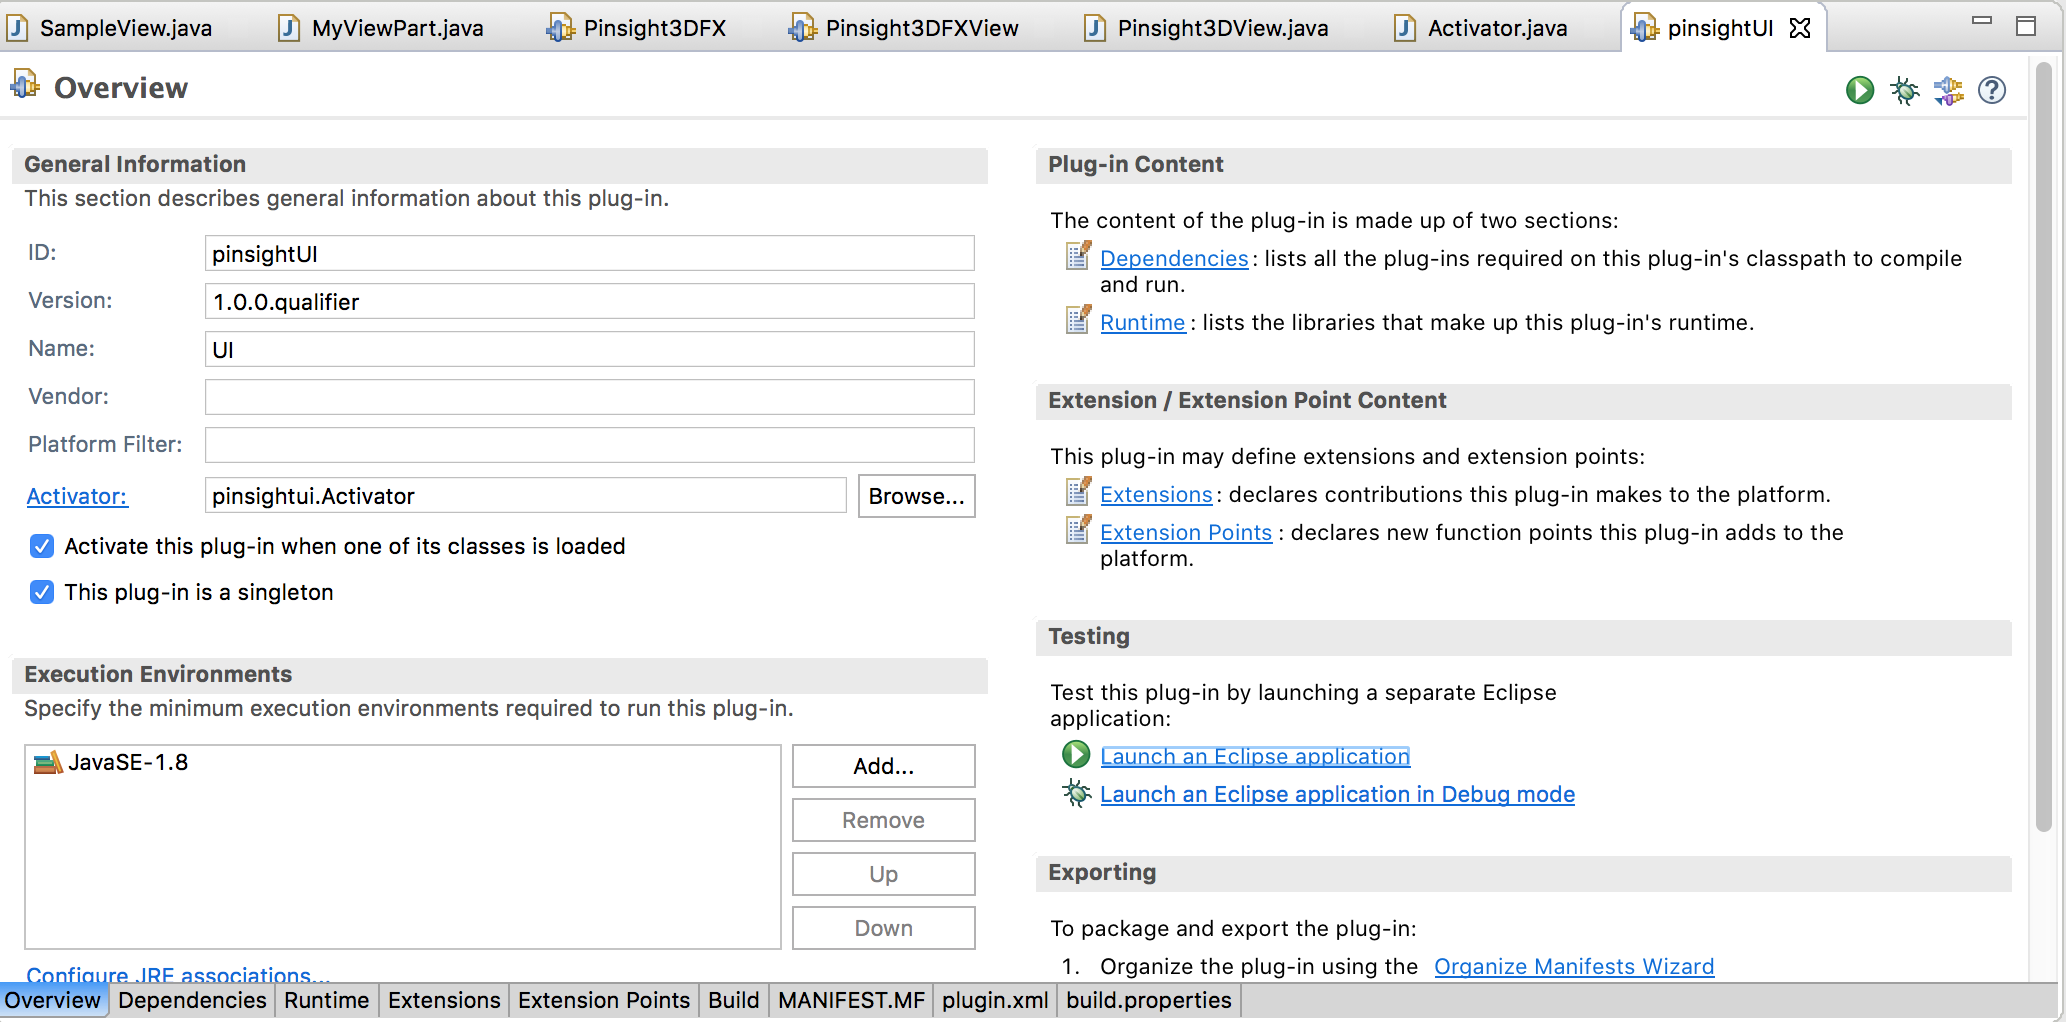 SampleView.java
MyViewPart.java
Pinsight3DFX
Pinsight3DFXView
Pinsight3DView.java
Activator.java
pinsightUI
Overview
General Information
This section describes general information about this plug-in.
ID:
pinsightUI
Version:
1.0.0.qualifier
Name:
UI
Vendor:
Platform Filter:
Activator:
pinsightui.Activator
Browse...
Activate this plug-in when one of its classes is loaded
This plug-in is a singleton
Execution Environments
Specify the minimum execution environments required to run this plug-in.
JavaSE-1.8
Add...
Remove
Up
Down
Configure JRE associations...
Plug-in Content
The content of the plug-in is made up of two sections:
Dependencies: lists all the plug-ins required on this plug-in's classpath to compile
and run.
Runtime: lists the libraries that make up this plug-in's runtime.
Extension / Extension Point Content
This plug-in may define extensions and extension points:
Extensions: declares contributions this plug-in makes to the platform.
Extension Points: declares new function points this plug-in adds to the
platform.
Testing
Test this plug-in by launching a separate Eclipse
application:
Launch an Eclipse application
Launch an Eclipse application in Debug mode
Exporting
To package and export the plug-in:
1. Organize the plug-in using the Organize Manifests Wizard
Overview
Dependencies
Runtime
Extensions
Extension Points
Build
MANIFEST.MF
plugin.xml
build.properties